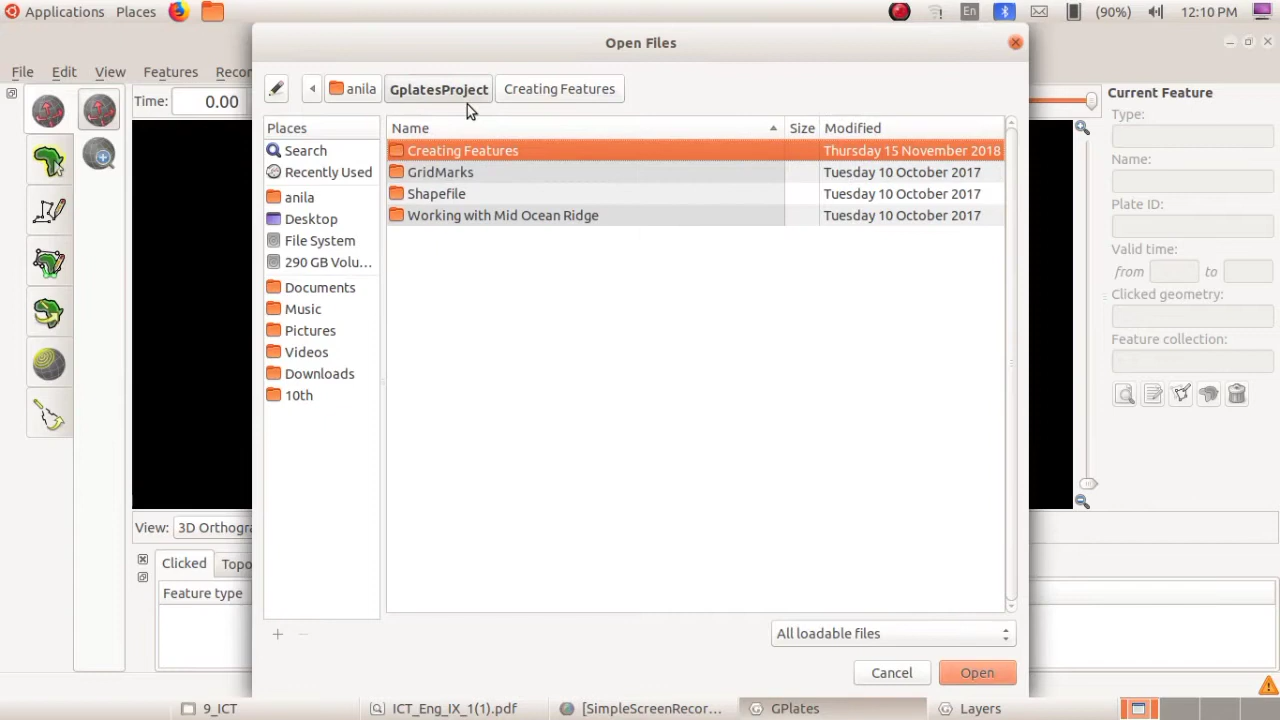 Applications Places En (90%) 12:10 PM
Open Files
File Edit View Features Recon
anila GplatesProject Creating Features
Time: 0.00
Current Feature
Type:
Name:
Plate ID:
Valid time:
from to
Clicked geometry:
Feature collection:
Places
Search
Recently Used
anila
Desktop
File System
290 GB Volu...
Documents
Music
Pictures
Videos
Downloads
10th
Name Size Modified
Creating Features Thursday 15 November 2018
GridMarks Tuesday 10 October 2017
Shapefile Tuesday 10 October 2017
Working with Mid Ocean Ridge Tuesday 10 October 2017
View: 3D Orthogra
Clicked Topo
Feature type
All loadable files
Cancel Open
9_ICT ICT_Eng_IX_1(1).pdf [SimpleScreenRecor... GPlates Layers